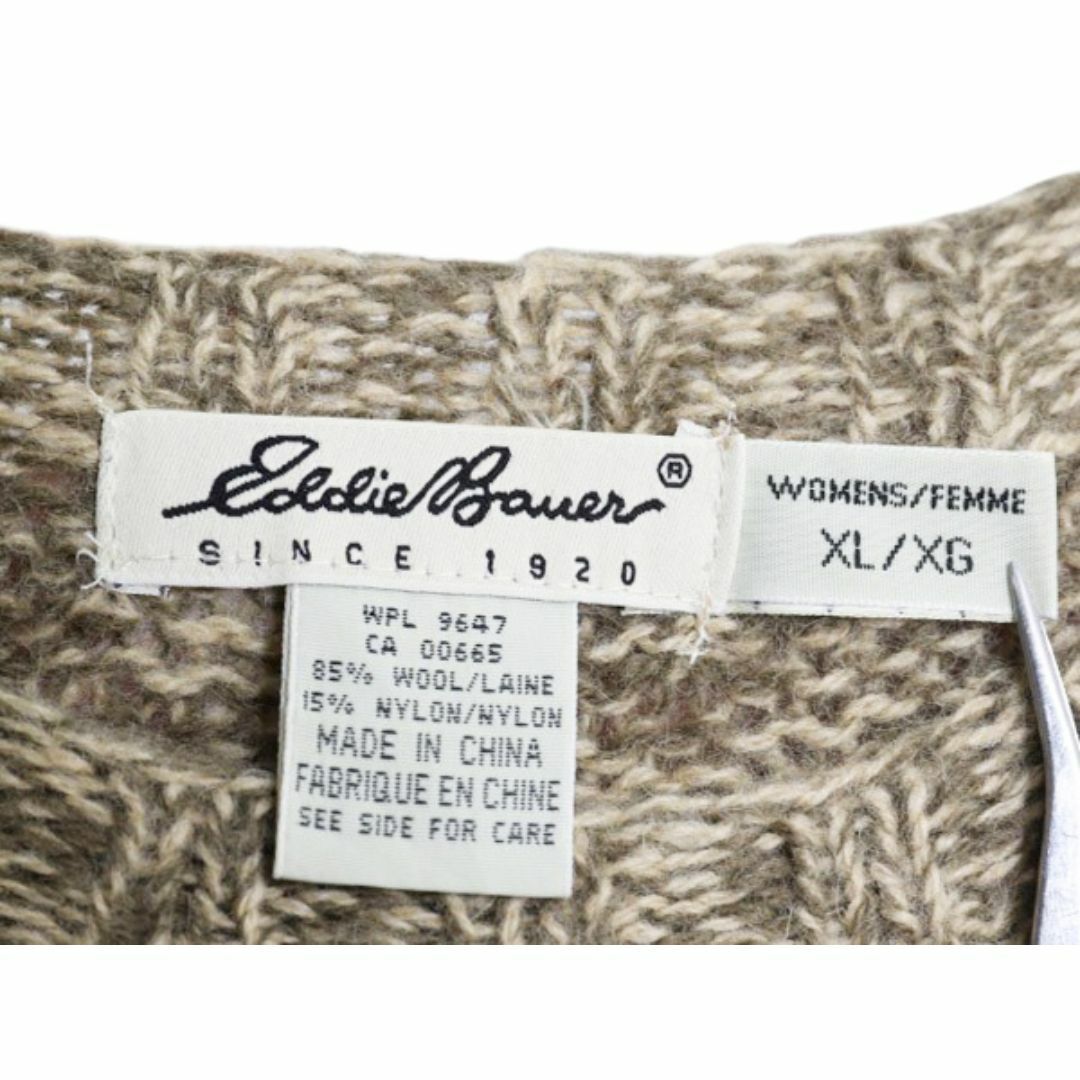 Eddie Bauer®
SINCE 1920
WOMENS/FEMME
XL/XG
WPL 9647
CA 00665
85% WOOL/LAINE
15% NYLON/NYLON
MADE IN CHINA
FABRIQUE EN CHINE
SEE SIDE FOR CARE